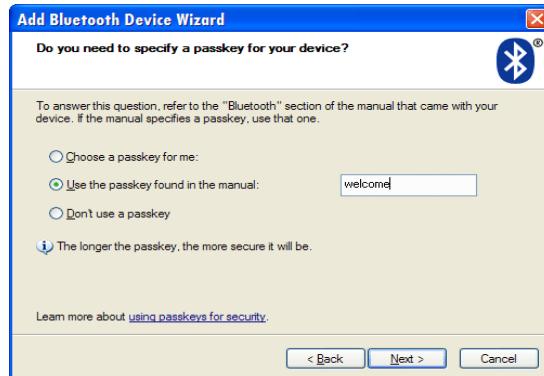 Add Bluetooth Device Wizard
Do you need to specify a passkey for your device?
®
To answer this question, refer to the "Bluetooth" section of the manual that came with your
device. If the manual specifies a passkey, use that one.
Choose a passkey for me:
Use the passkey found in the manual: welcome
Don't use a passkey
The longer the passkey, the more secure it will be.
Learn more about using passkeys for security.
< Back Next > Cancel